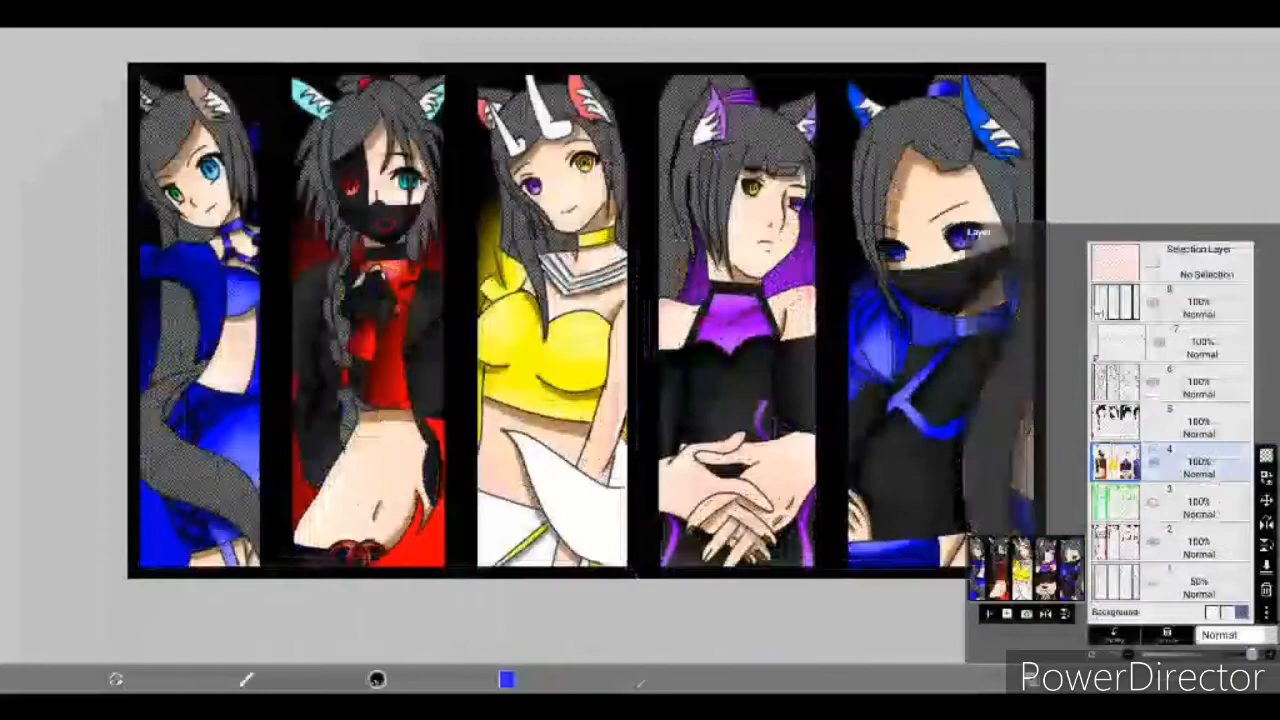 Layer
Selection Layer
No Selection
8
100%
Normal
7
100%
Normal
6
100%
Normal
5
100%
4
100%
Normal
3
100%
Normal
2
100%
Normal
1
50%
Normal
Background
Normal
PowerDirector